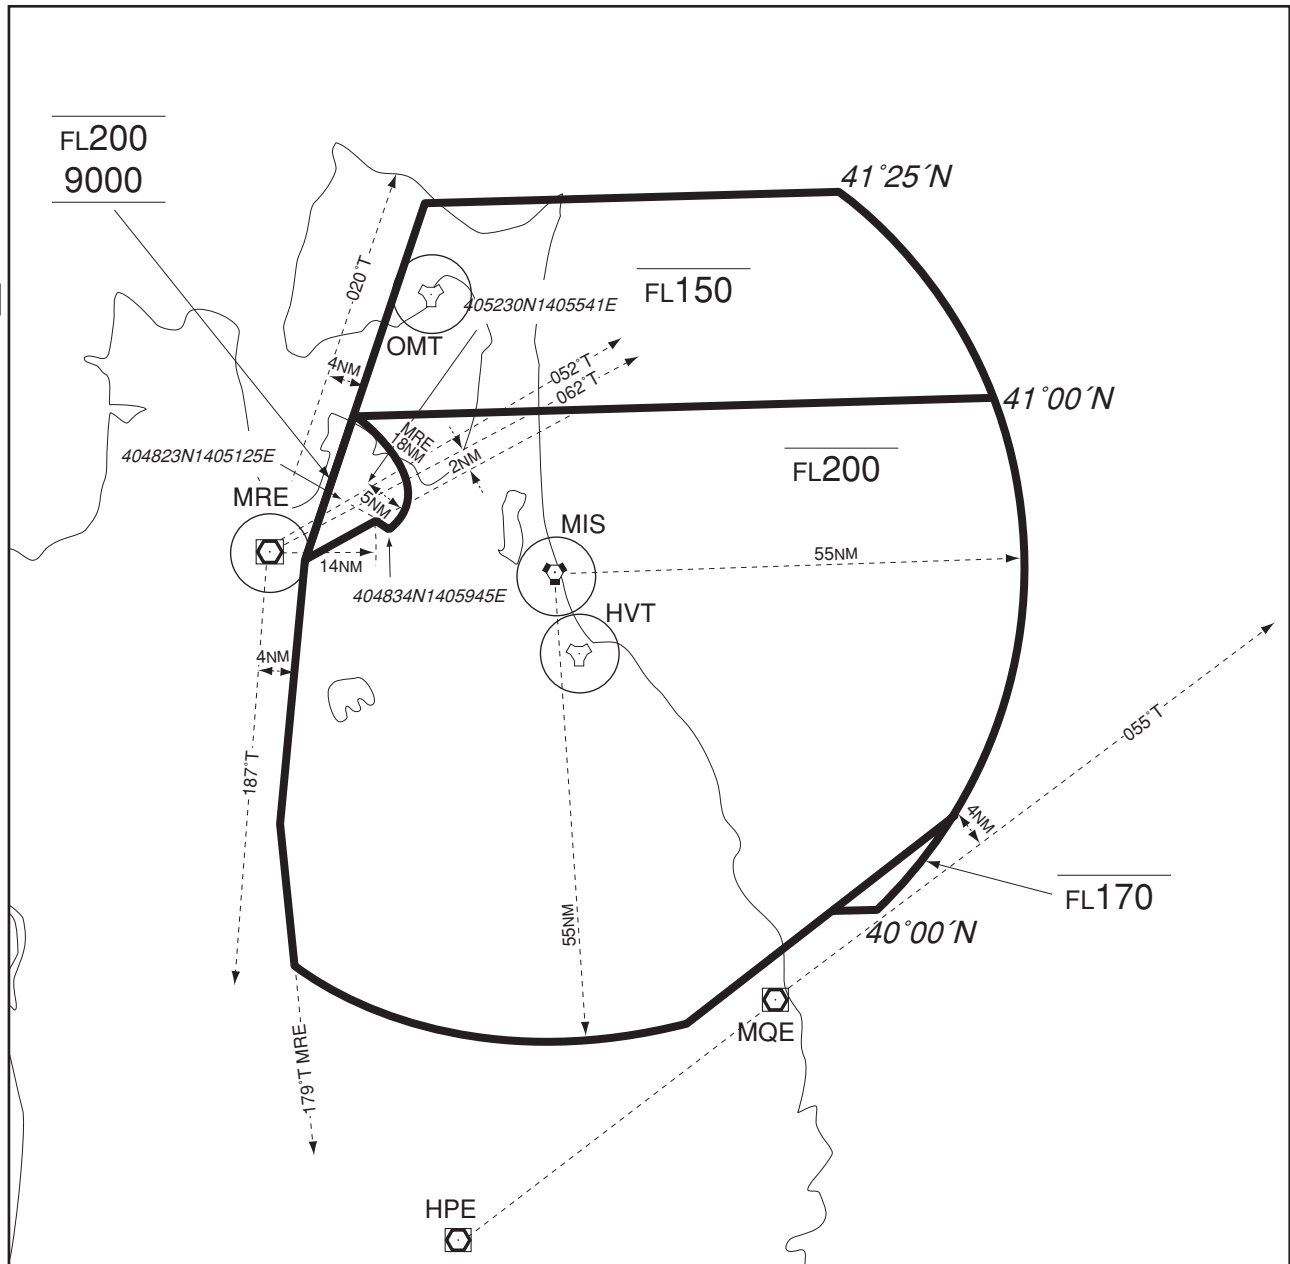 41°25´N
FL200
9000
FL150
020°T
405230N1405541E
OMT
4NM
052°T
062°T
41°00´N
MRE
18NM
404823N1405125E
2NM
FL200
MRE
5NM
MIS
14NM
55NM
404834N1405945E
HVT
4NM
055°T
187°T
4NM
FL170
55NM
40°00´N
MQE
179°T MRE
HPE